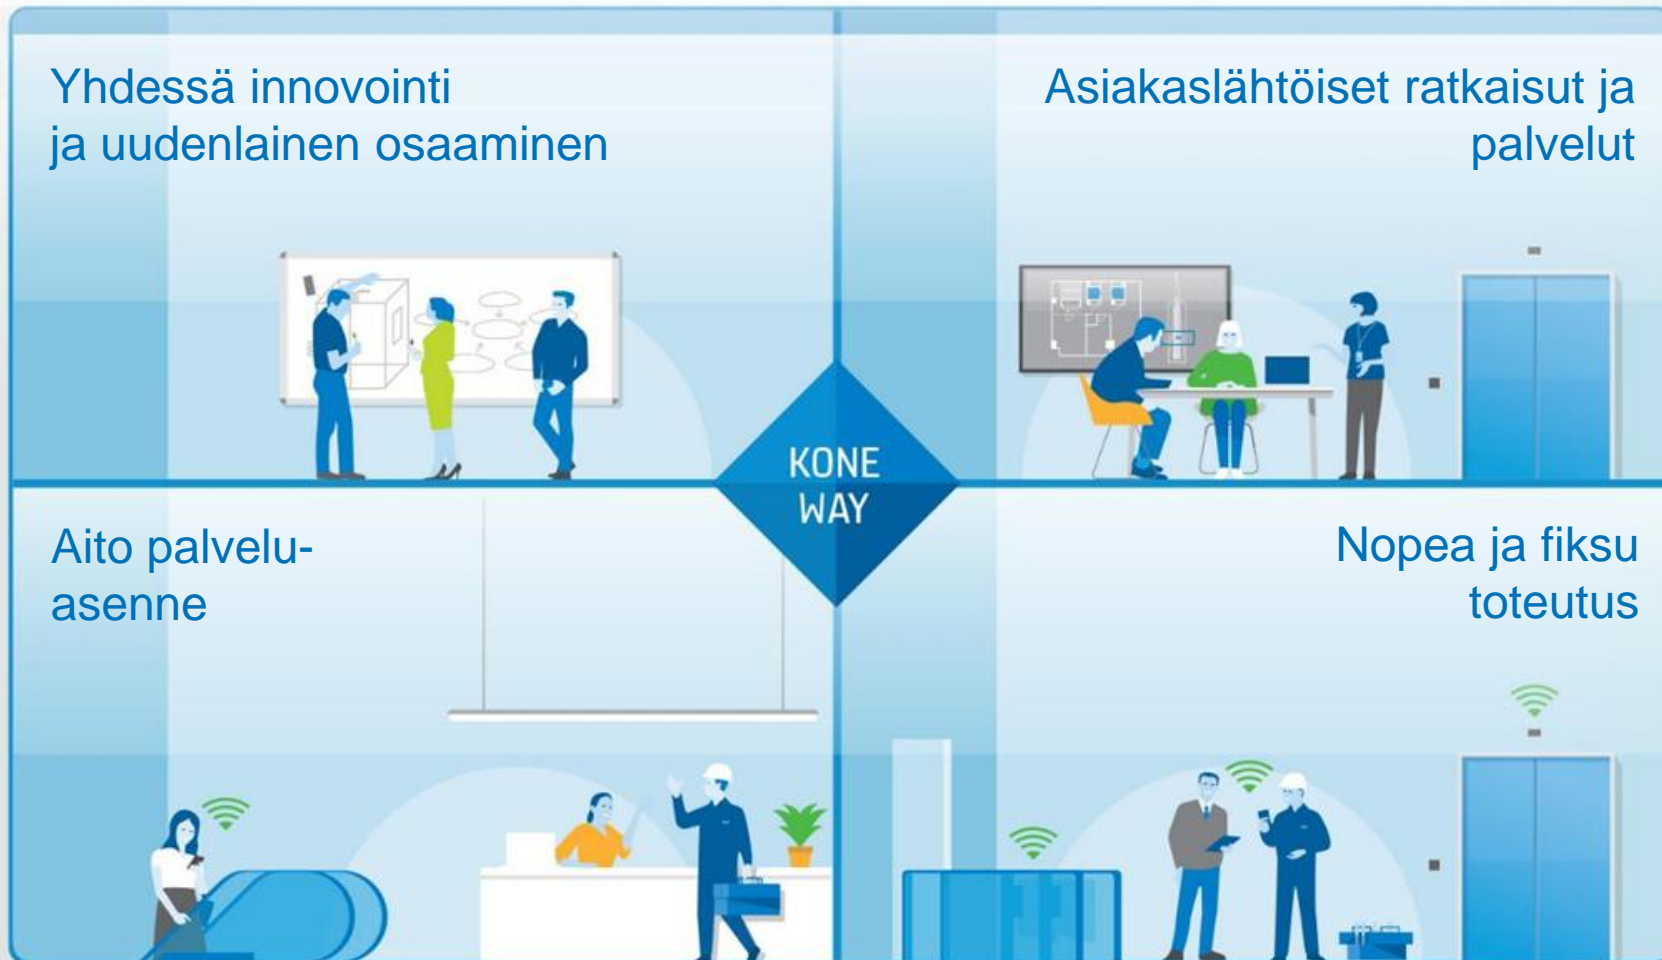 Yhdessä innovointi
ja uudenlainen osaaminen
Asiakaslähtöiset ratkaisut ja
palvelut
KONE
WAY
Aito palvelu-
asenne
Nopea ja fiksu
toteutus